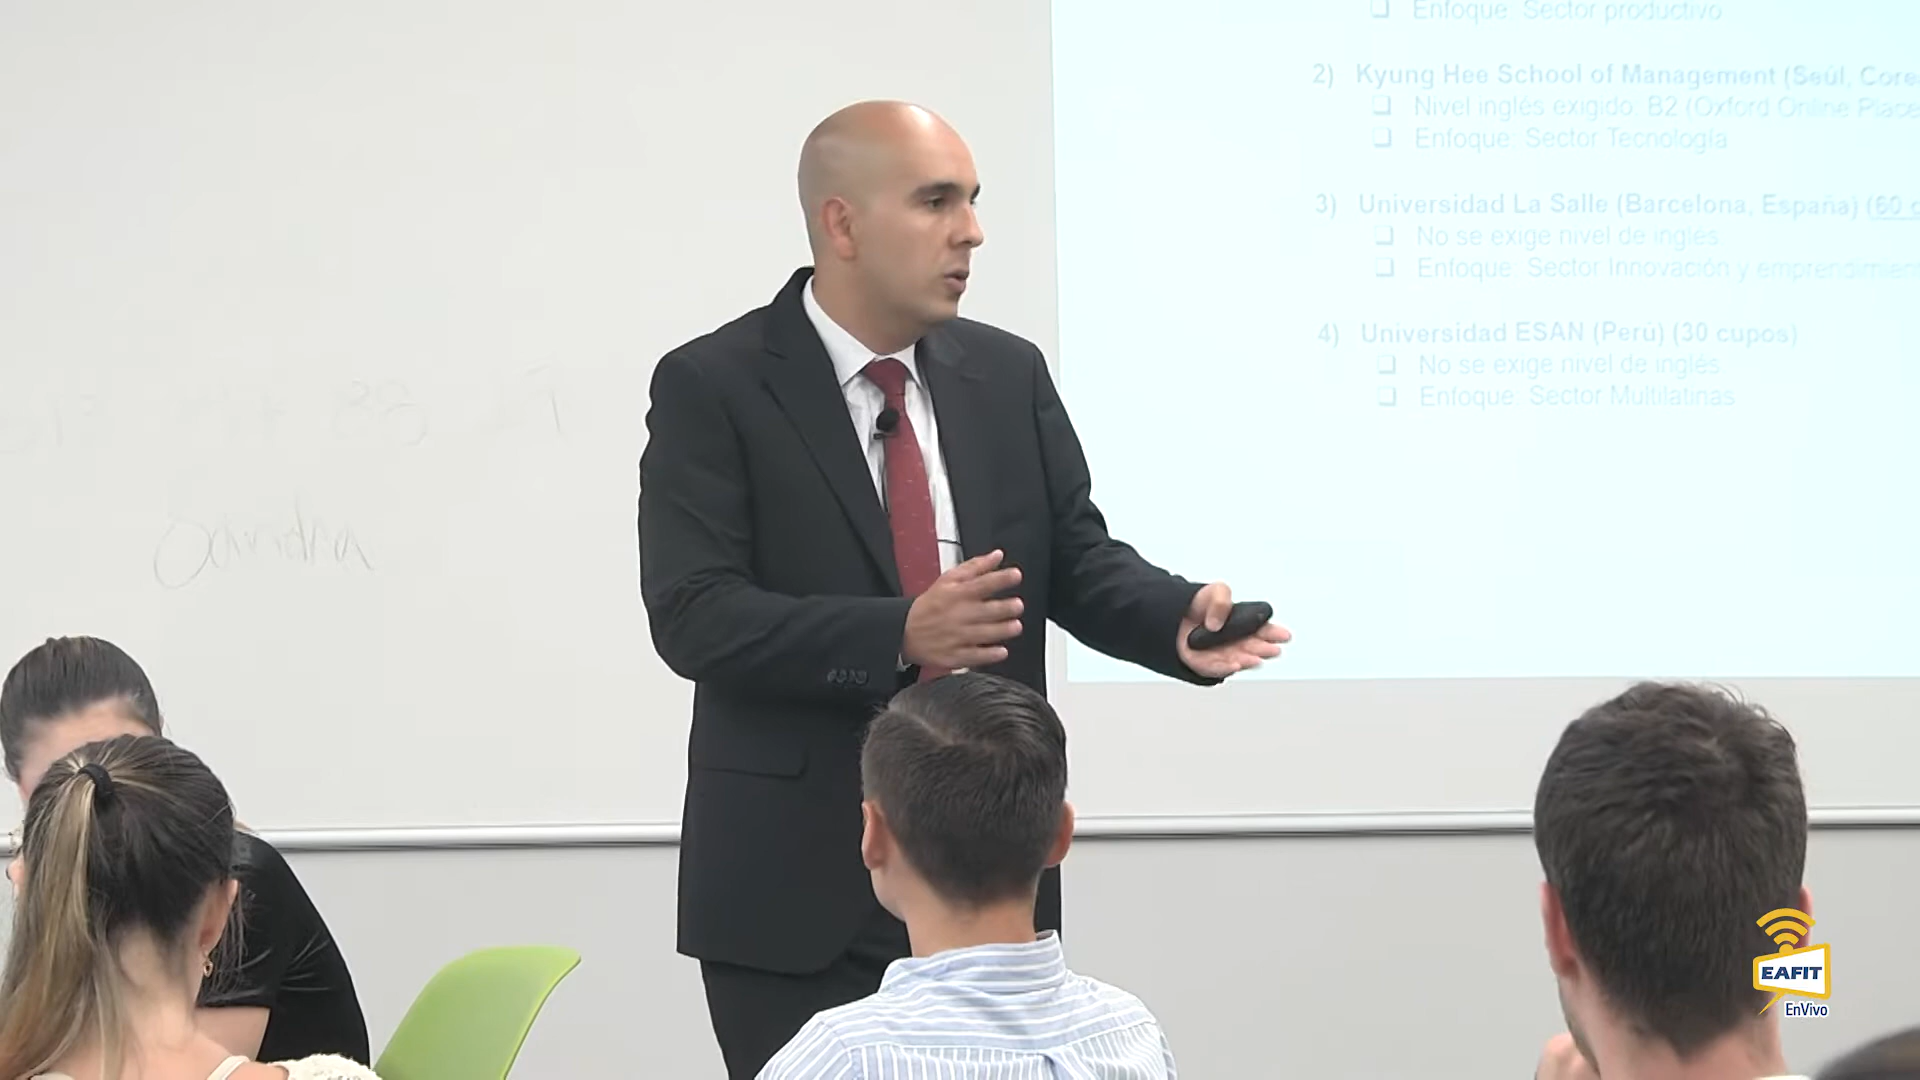 ❑ Enfoque: Sector productivo
2) Kyung Hee School of Management (Seúl, Core
❑ Nivel inglés exigido: B2 (Oxford Online Place
❑ Enfoque: Sector Tecnología
3) Universidad La Salle (Barcelona, España) (60 c
❑ No se exige nivel de inglés.
❑ Enfoque: Sector Innovación y emprendimient
4) Universidad ESAN (Perú) (30 cupos)
❑ No se exige nivel de inglés.
❑ Enfoque: Sector Multilatinas
EAFIT
EnVivo